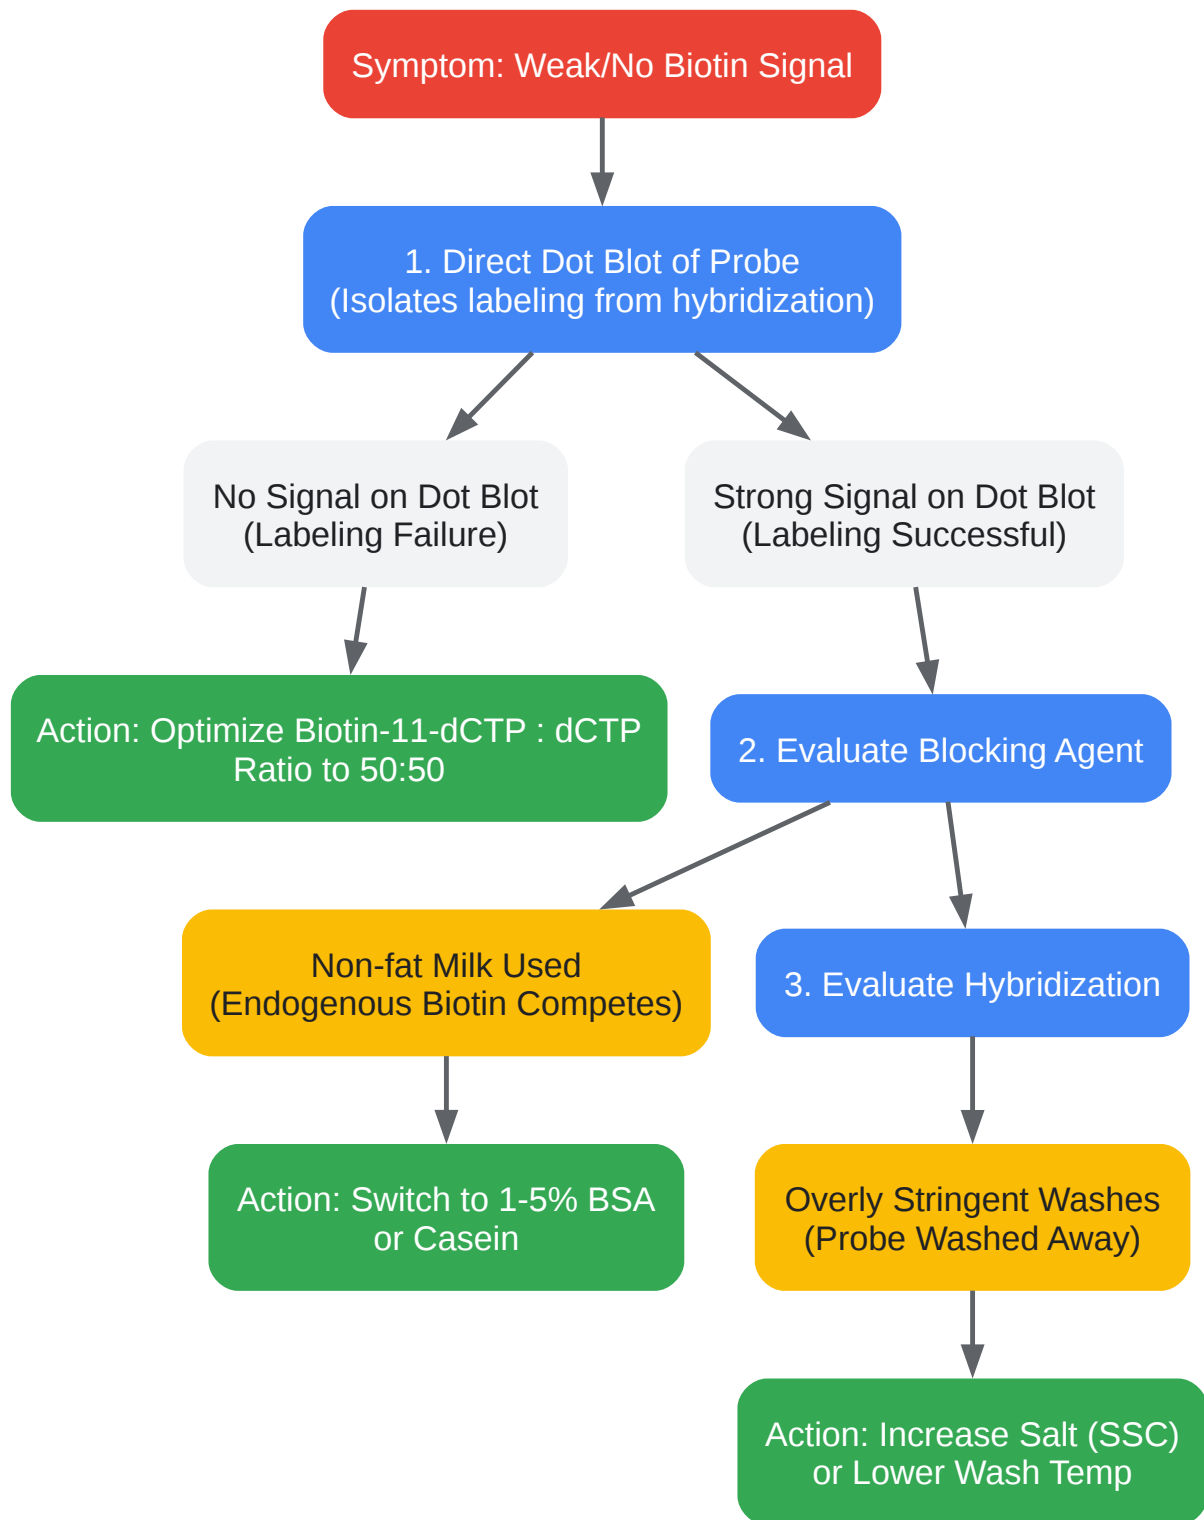 Symptom: Weak/No Biotin Signal
1. Direct Dot Blot of Probe
(Isolates labeling from hybridization)
No Signal on Dot Blot
(Labeling Failure)
Strong Signal on Dot Blot
(Labeling Successful)
Action: Optimize Biotin-11-dCTP : dCTP
Ratio to 50:50
2. Evaluate Blocking Agent
Non-fat Milk Used
(Endogenous Biotin Competes)
3. Evaluate Hybridization
Action: Switch to 1-5% BSA
or Casein
Overly Stringent Washes
(Probe Washed Away)
Action: Increase Salt (SSC)
or Lower Wash Temp